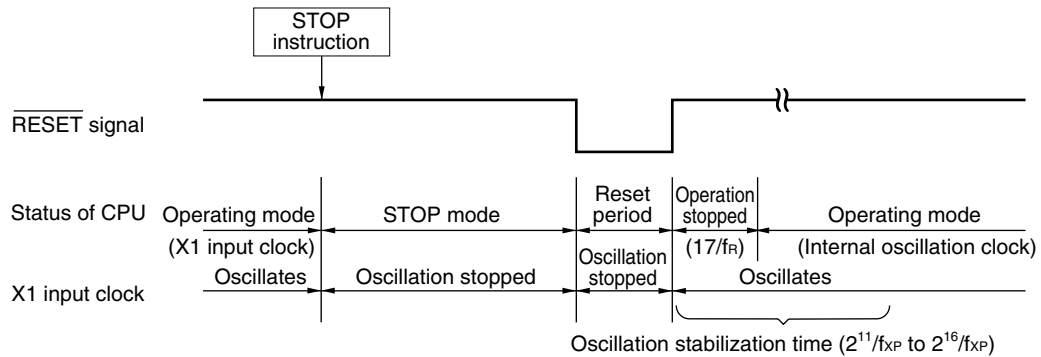 STOP
instruction
RESET signal
Status of CPU
Operating mode
(X1 input clock)
STOP mode
Reset
period
Operation
stopped
(17/fR)
Operating mode
(Internal oscillation clock)
X1 input clock
Oscillates
Oscillation stopped
Oscillation
stopped
Oscillates
Oscillation stabilization time (2^11/fXP to 2^16/fXP)